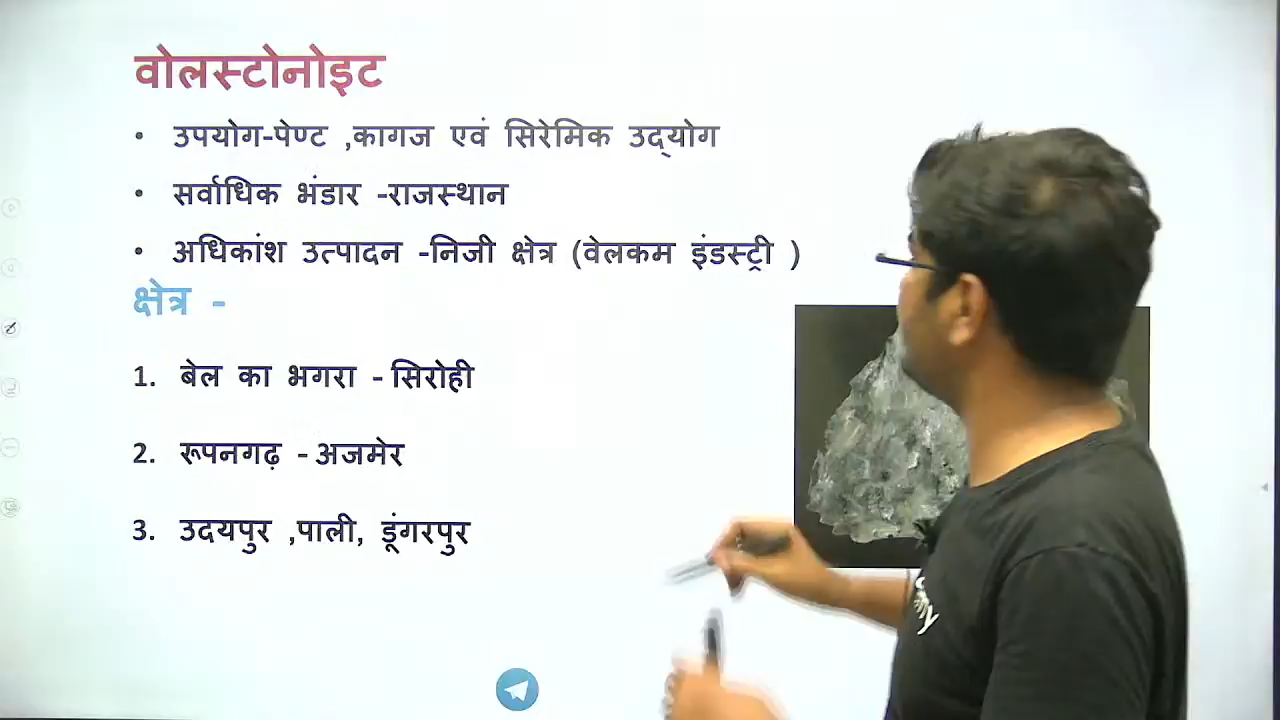 वोलस्टोनोइट
• उपयोग-पेण्ट ,कागज एवं सिरेमिक उद्योग
• सर्वाधिक भंडार -राजस्थान
• अधिकांश उत्पादन -निजी क्षेत्र (वेलकम इंडस्ट्री )
क्षेत्र -
1. बेल का भगरा - सिरोही
2. रूपनगढ़ - अजमेर
3. उदयपुर ,पाली, डूंगरपुर